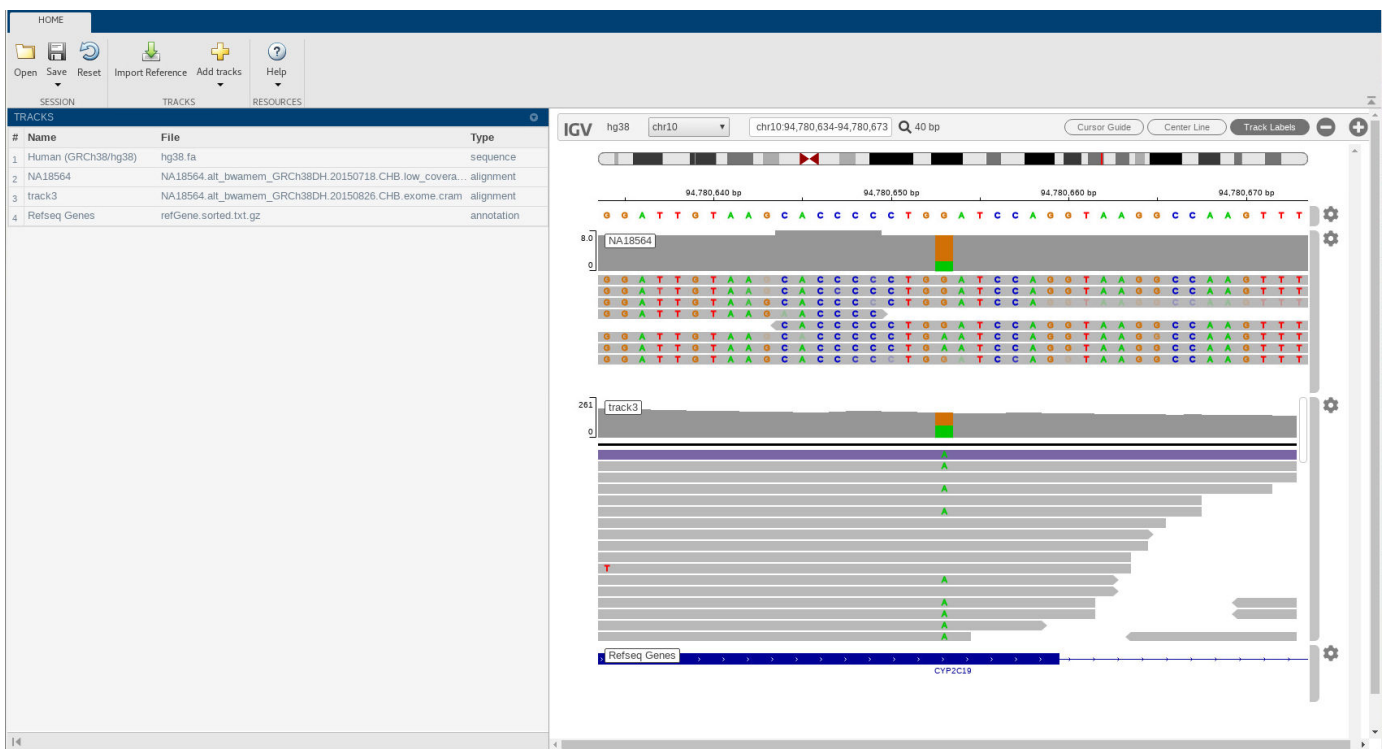 HOME
Open Save Reset Import Reference Add tracks Help
SESSION TRACKS RESOURCES
TRACKS
# Name File Type
1 Human (GRCh38/hg38) hg38.fa sequence
2 NA18564 NA18564.alt_bwamem_GRCh38DH.20150718.CHB.low_covera... alignment
3 track3 NA18564.alt_bwamem_GRCh38DH.20150826.CHB.exome.cram alignment
4 Refseq Genes refGene.sorted.txt.gz annotation
IGV hg38 chr10 chr10:94,780,634-94,780,673 40 bp Cursor Guide Center Line Track Labels
94,780,640 bp 94,780,650 bp 94,780,660 bp 94,780,670 bp
G G A T T G T A A G C A C C C C C T G G A T C C A G G T A A G G C C A A G T T T
8.0 NA18564
0
G G A T T G T A A G C A C C C C C T G G A T C C A G G T A A G G C C A A G T T T
G G A T T G T A A G C A C C C C C T G G A T C C A G G T A A G G C C A A G T T T
G G A T T G T A A G C A C C C C C T G G A T C C A G G T A A G G C C A A G T T T
G G A T T G T A A G A A C C C C
C A C C C C C T G G A T C C A G G T A A G G C C A A G T T T
G G A T T G T A A G C A C C C C C T G A A T C C A G G T A A G G C C A A G T T T
G G A T T G T A A G C A C C C C C T G A A T C C A G G T A A G G C C A A G T T T
G G A T T G T A A G C A C C C C C T G G A T C C A G G T A A G G C C A A G T T T
261 track3
0
A
A
A
A
T
A
A
A
A
A
Refseq Genes
CYP2C19